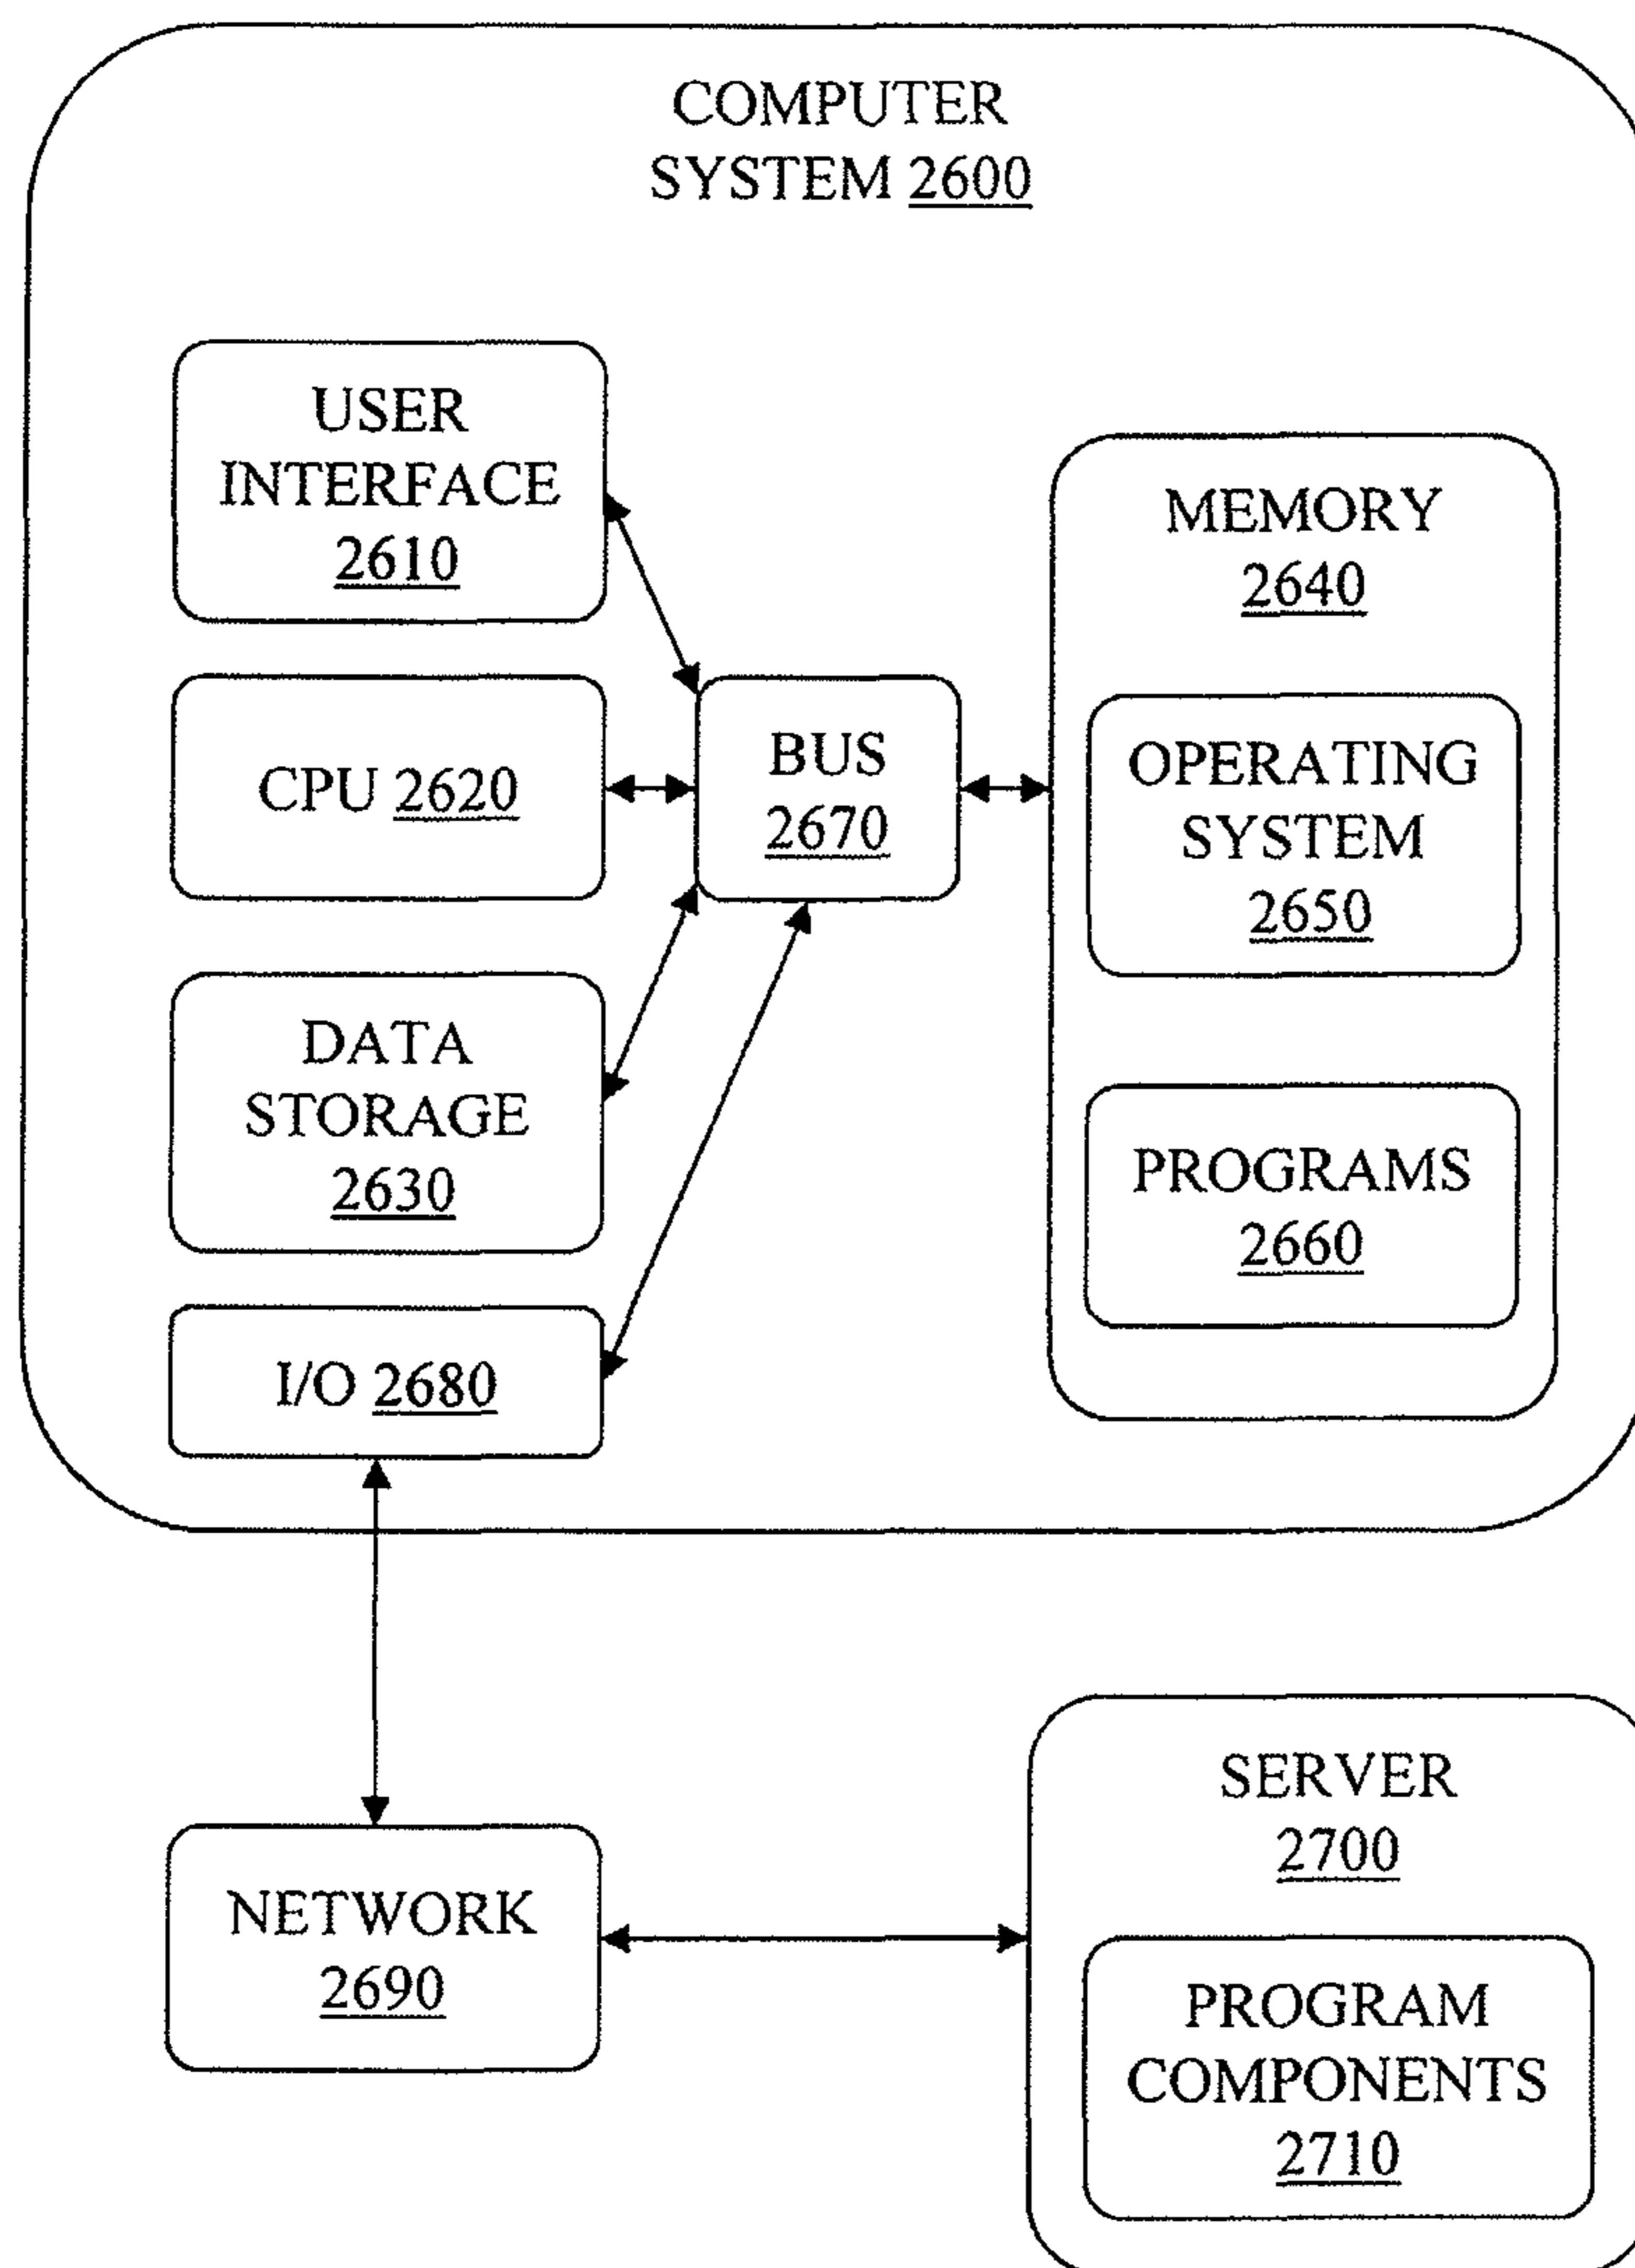 COMPUTER
SYSTEM 2600
USER
INTERFACE
2610
CPU 2620
DATA
STORAGE
2630
I/O 2680
BUS
2670
MEMORY
2640
OPERATING
SYSTEM
2650
PROGRAMS
2660
NETWORK
2690
SERVER
2700
PROGRAM
COMPONENTS
2710